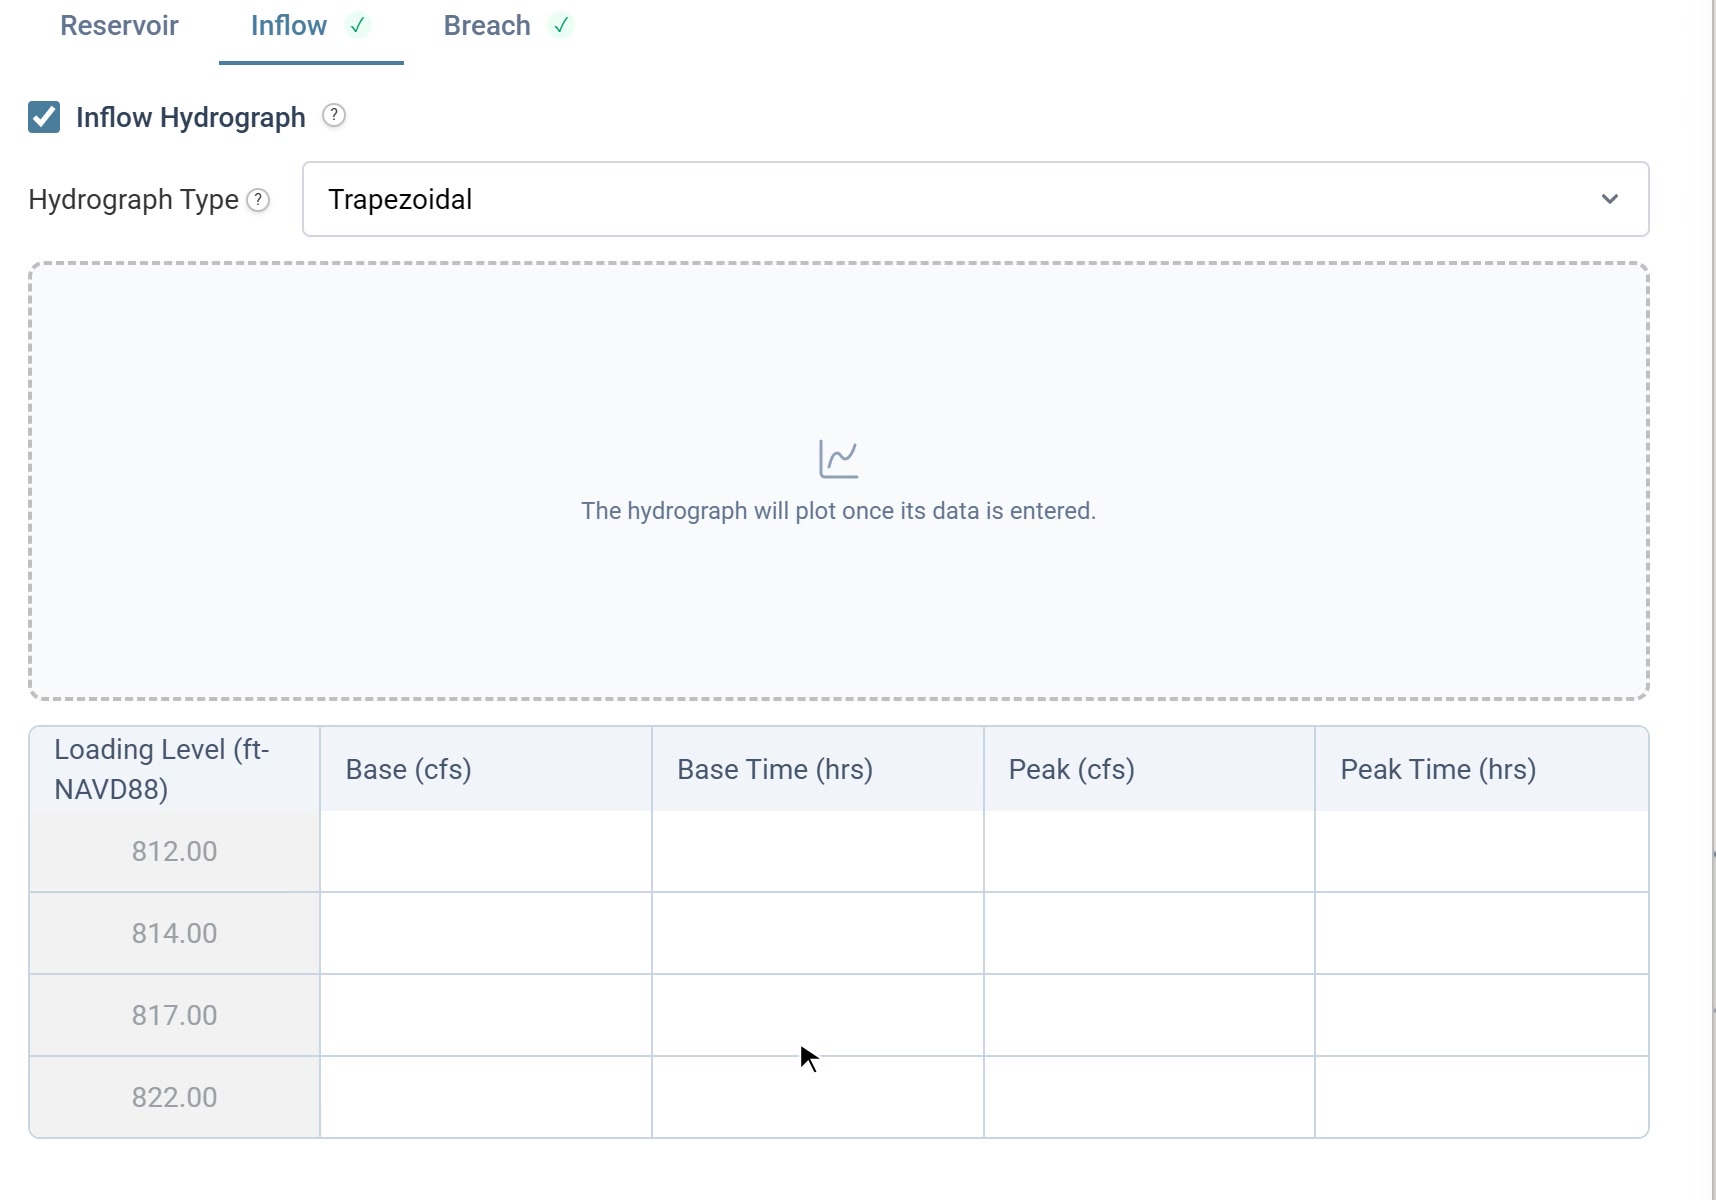 Reservoir Inflow ✓ Breach ✓
Inflow Hydrograph ?
Hydrograph Type ? Trapezoidal
The hydrograph will plot once its data is entered.
Loading Level (ft-
NAVD88) Base (cfs) Base Time (hrs) Peak (cfs) Peak Time (hrs)
812.00
814.00
817.00
822.00